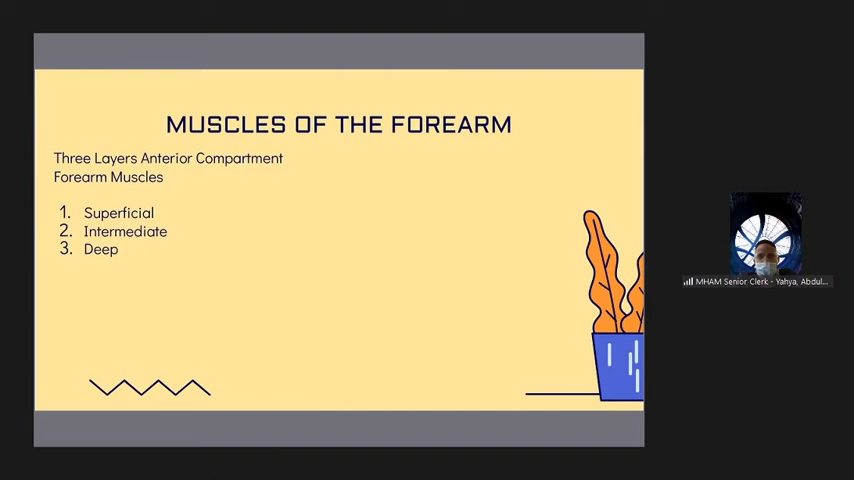 MUSCLES OF THE FOREARM
Three Layers Anterior Compartment
Forearm Muscles
1. Superficial
2. Intermediate
3. Deep
MHAM Senior Clerk - Yahya, Abdul...